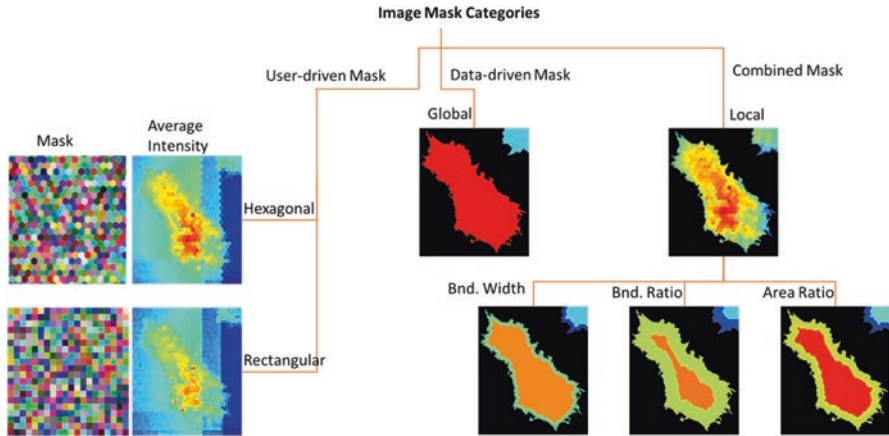 Image Mask Categories
User-driven Mask
Data-driven Mask
Combined Mask
Global
Local
Mask
Average
Intensity
Hexagonal
Bnd. Width
Bnd. Ratio
Area Ratio
Rectangular